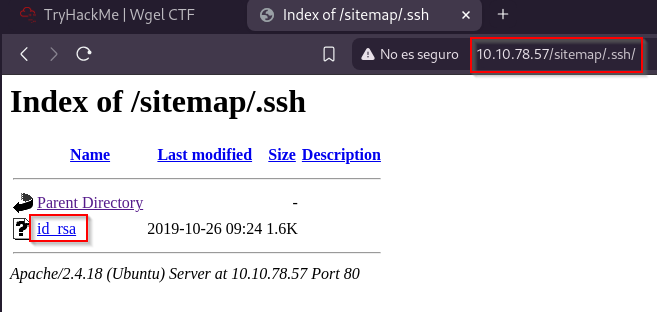 TryHackMe | Wgel CTF
Index of /sitemap/.ssh
No es seguro 10.10.78.57/sitemap/.ssh/
Index of /sitemap/.ssh
Name Last modified Size Description
Parent Directory -
id_rsa 2019-10-26 09:24 1.6K
Apache/2.4.18 (Ubuntu) Server at 10.10.78.57 Port 80